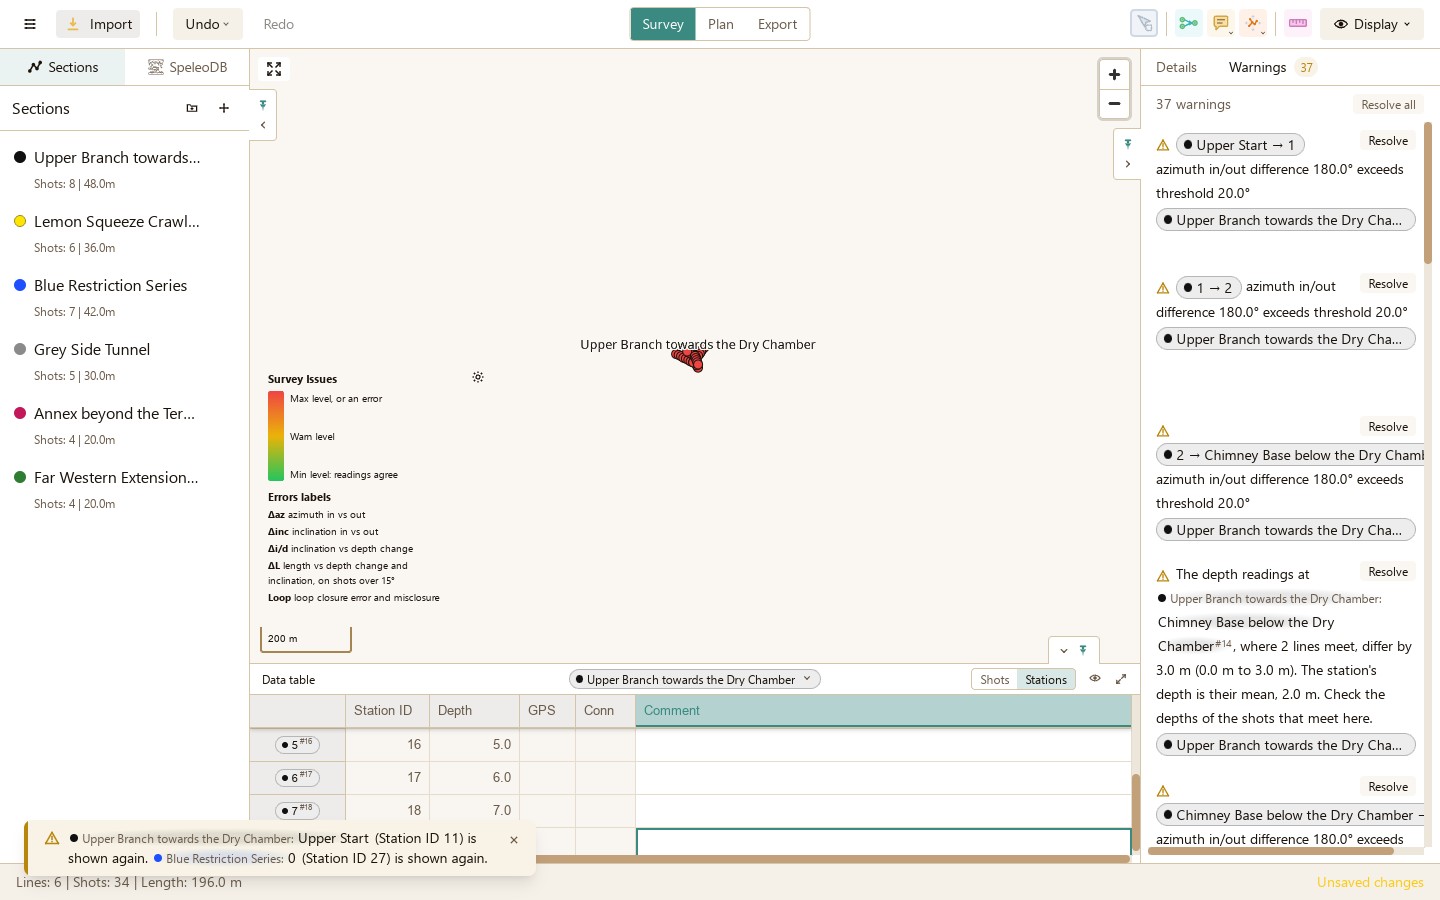 Import
Undo
Redo
Survey
Plan
Export
Display
Sections
SpeleoDB
Sections
Upper Branch towards...
Shots: 8 | 48.0m
Lemon Squeeze Crawl...
Shots: 6 | 36.0m
Blue Restriction Series
Shots: 7 | 42.0m
Grey Side Tunnel
Shots: 5 | 30.0m
Annex beyond the Ter...
Shots: 4 | 20.0m
Far Western Extension...
Shots: 4 | 20.0m
Upper Branch towards the Dry Chamber
Survey Issues
Max level, or an error
Warn level
Min level: readings agree
Errors labels
Δaz azimuth in vs out
Δinc inclination in vs out
Δi/d inclination vs depth change
ΔL length vs depth change and
inclination, on shots over 15°
Loop loop closure error and misclosure
200 m
Data table
Upper Branch towards the Dry Chamber
Shots
Stations
Station ID
Depth
GPS
Conn
Comment
5 #16
16
5.0
6 #17
17
6.0
7 #18
18
7.0
Details
Warnings
37
37 warnings
Resolve all
Upper Start → 1
Resolve
azimuth in/out difference 180.0° exceeds
threshold 20.0°
Upper Branch towards the Dry Cha...
1 → 2 azimuth in/out
Resolve
difference 180.0° exceeds threshold 20.0°
Upper Branch towards the Dry Cha...
Resolve
2 → Chimney Base below the Dry Chamb
azimuth in/out difference 180.0° exceeds
threshold 20.0°
Upper Branch towards the Dry Cha...
The depth readings at
Resolve
Upper Branch towards the Dry Chamber:
Chimney Base below the Dry
Chamber#14, where 2 lines meet, differ by
3.0 m (0.0 m to 3.0 m). The station's
depth is their mean, 2.0 m. Check the
depths of the shots that meet here.
Upper Branch towards the Dry Cha...
Resolve
Chimney Base below the Dry Chamber →
azimuth in/out difference 180.0° exceeds
Upper Branch towards the Dry Chamber: Upper Start (Station ID 11) is
shown again. Blue Restriction Series: 0 (Station ID 27) is shown again.
Lines: 6 | Shots: 34 | Length: 196.0 m
Unsaved changes